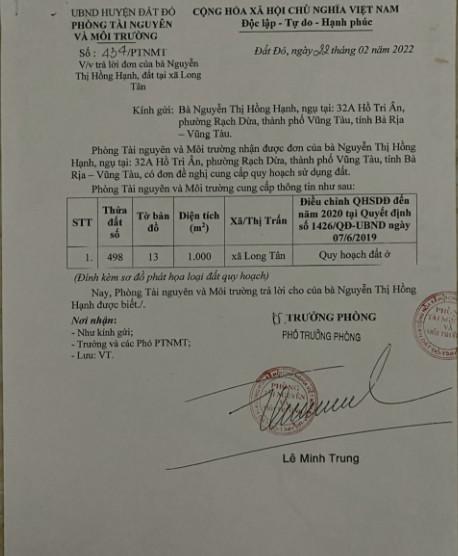 UBND HUYỆN ĐẤT ĐỎ
PHÒNG TÀI NGUYÊN
VÀ MÔI TRƯỜNG
CỘNG HÒA XÃ HỘI CHỦ NGHĨA VIỆT NAM
Độc lập - Tự do - Hạnh phúc
Số: 434/PTNMT
V/v trả lời đơn của bà Nguyễn
Thị Hồng Hạnh, đất tại xã Long
Tân
Đất Đỏ, ngày 22 tháng 02 năm 2022
Kính gửi: Bà Nguyễn Thị Hồng Hạnh, ngụ tại: 32A Hồ Tri Ân,
phường Rạch Dừa, thành phố Vũng Tàu, tỉnh Bà Rịa
– Vũng Tàu.
Phòng Tài nguyên và Môi trường nhận được đơn của bà Nguyễn Thị Hồng
Hạnh, ngụ tại: 32A Hồ Tri Ân, phường Rạch Dừa, thành phố Vũng Tàu, tỉnh Bà
Rịa – Vũng Tàu, có đơn đề nghị cung cấp quy hoạch sử dụng đất.
Phòng Tài nguyên và Môi trường cung cấp thông tin như sau:
STT Thửa đất số Tờ bản đồ Diện tích (m²) Xã/Thị Trấn Điều chỉnh QHSDĐ đến năm 2020 tại Quyết định số 1426/QĐ-UBND ngày 07/6/2019
1. 498 13 1.000 xã Long Tân Quy hoạch đất ở
(Đính kèm sơ đồ phát họa loại đất quy hoạch)
Nay, Phòng Tài nguyên và Môi trường trả lời cho của bà Nguyễn Thị Hồng
Hạnh được biết./.
Nơi nhận:
- Như kính gửi;
- Trưởng và các Phó PTNMT;
- Lưu: VT.
TRƯỞNG PHÒNG
PHÓ TRƯỞNG PHÒNG
PHÒNG
TÀI NGUYÊN
Lê Minh Trung